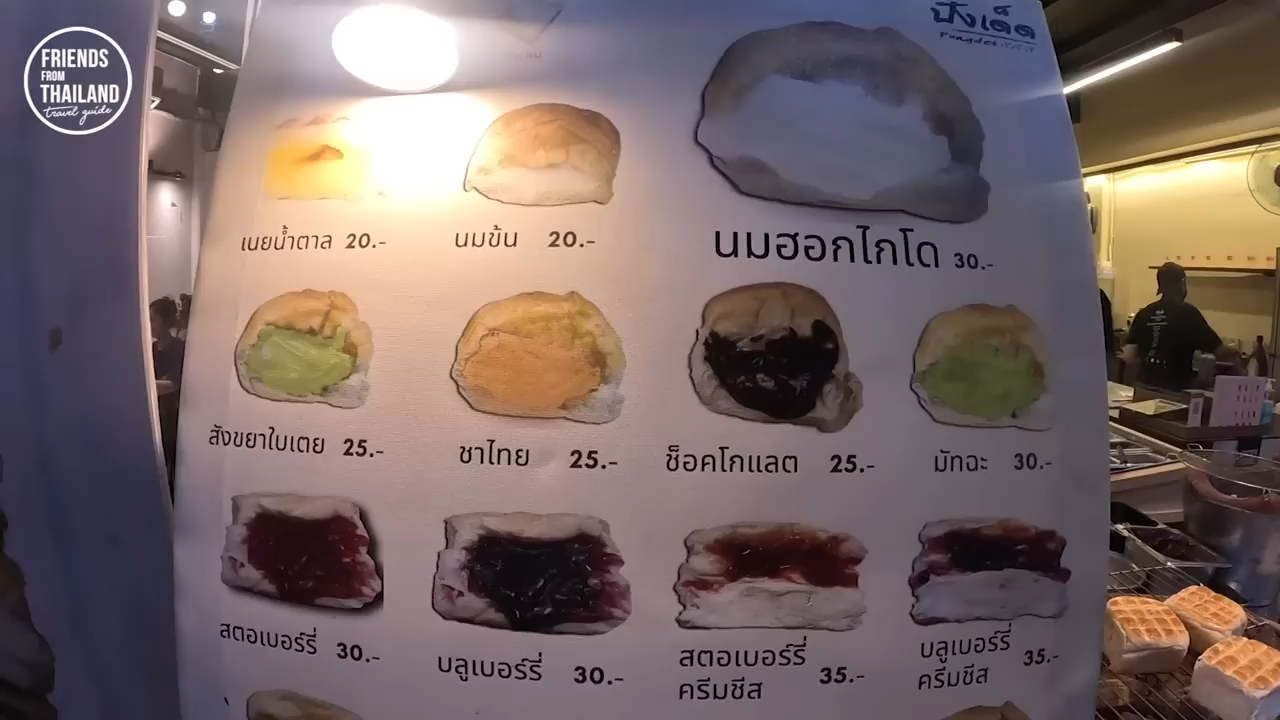 FRIENDS
FROM
THAILAND
travel guide
ปังเด็ด
เนยน้ำตาล 20.-
นมข้น 20.-
นมฮอกไกโด 30.-
สังขยาใบเตย 25.-
ชาไทย 25.-
ช็อคโกแลต 25.-
มัทฉะ 30.-
สตอเบอร์รี่ 30.-
บลูเบอร์รี่ 30.-
สตอเบอร์รี่
ครีมชีส 35.-
บลูเบอร์รี่
ครีมชีส 35.-